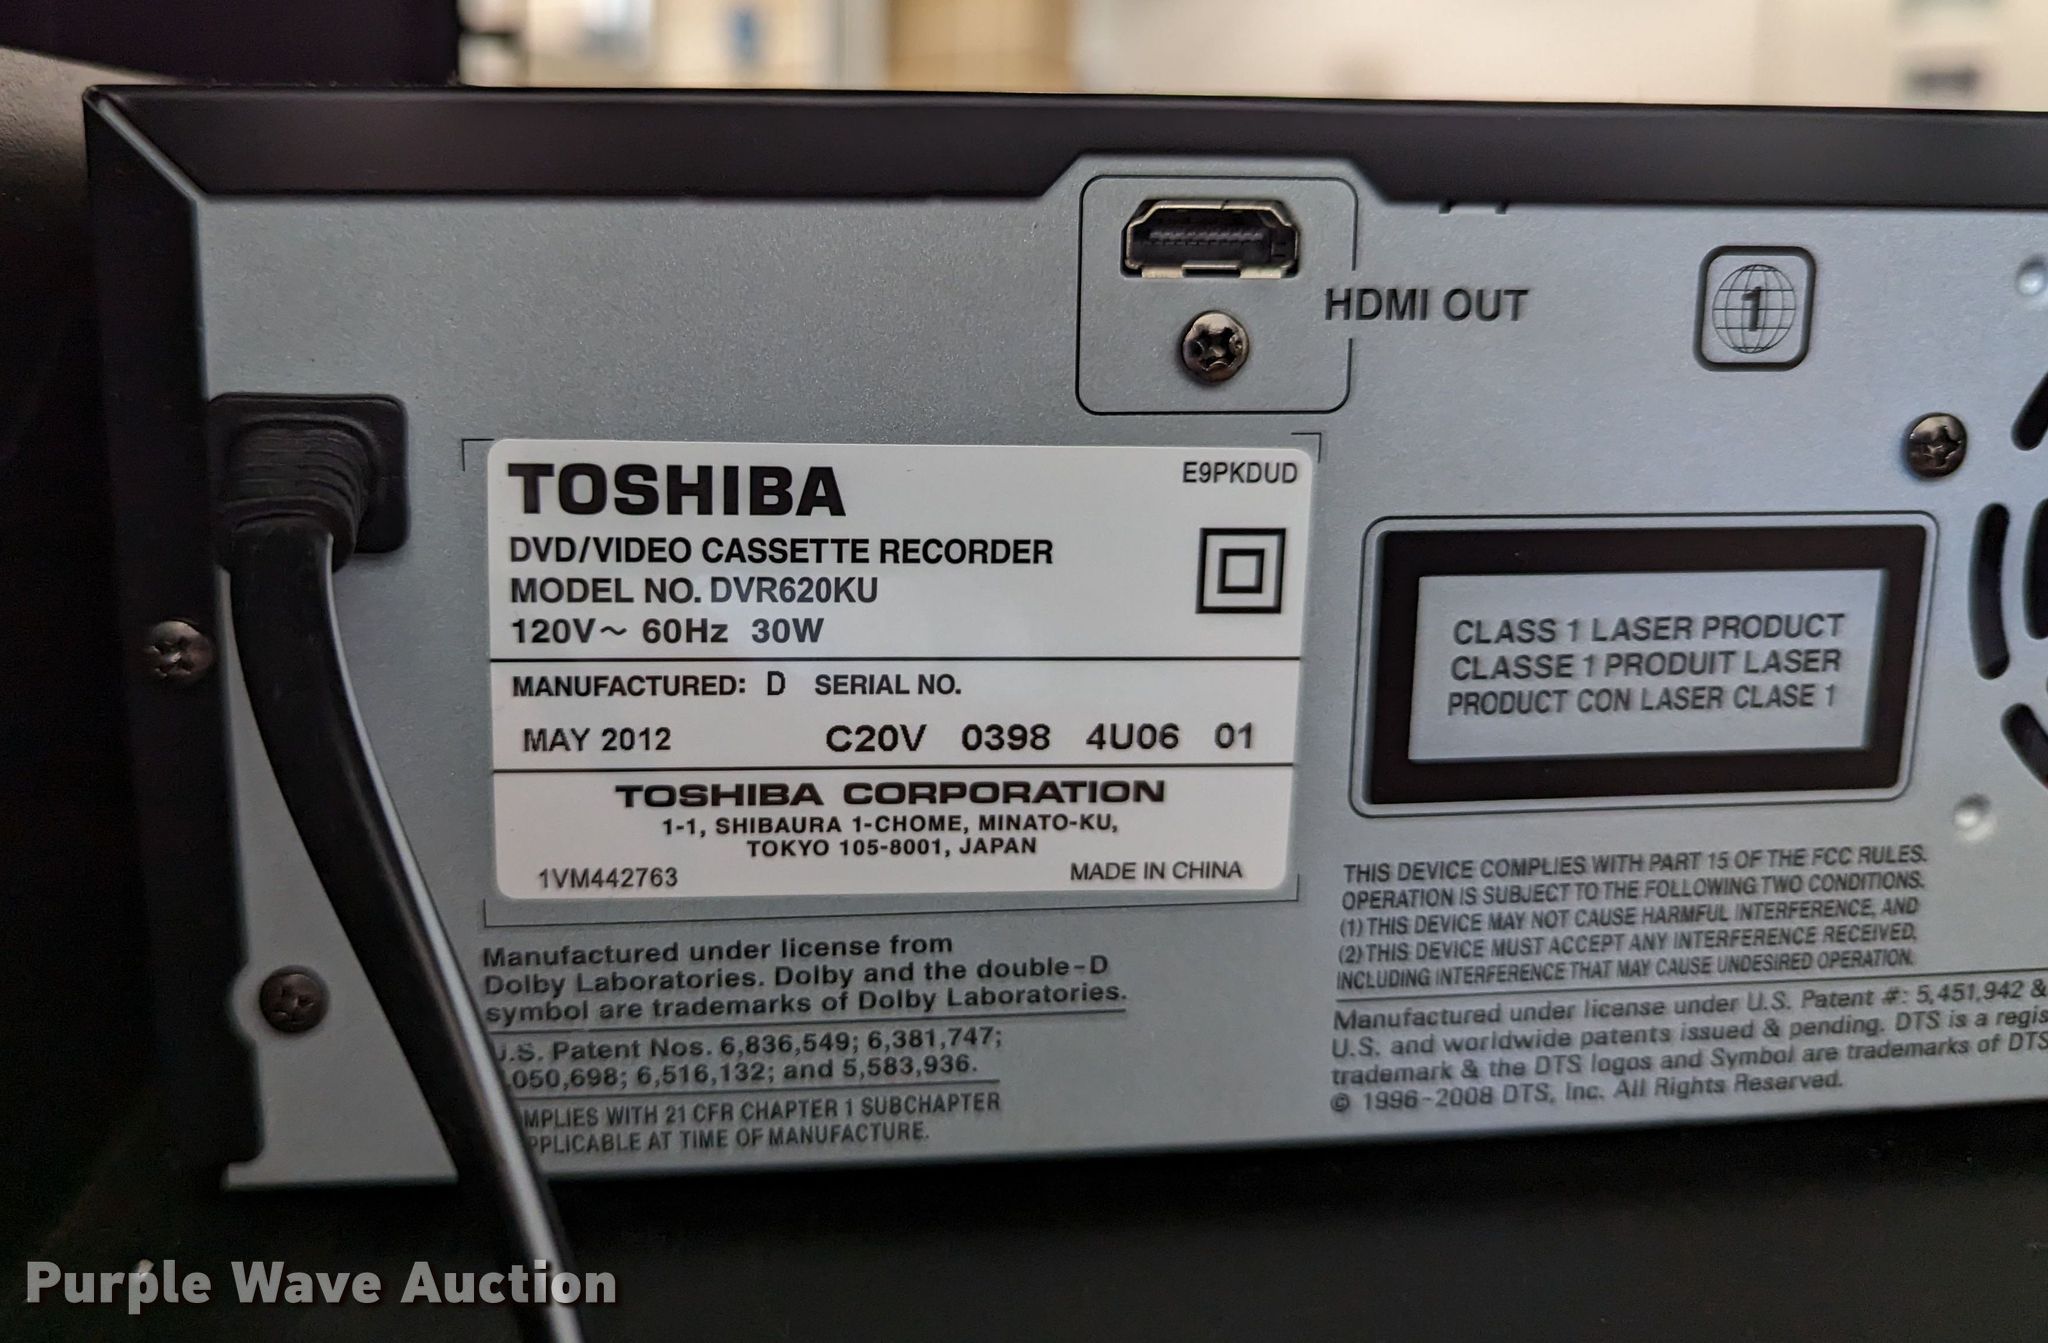 HDMI OUT
1
TOSHIBA
E9PKDUD
DVD/VIDEO CASSETTE RECORDER
MODEL NO. DVR620KU
120V~ 60Hz 30W
MANUFACTURED: D SERIAL NO.
MAY 2012 C20V 0398 4U06 01
TOSHIBA CORPORATION
1-1, SHIBAURA 1-CHOME, MINATO-KU,
TOKYO 105-8001, JAPAN
1VM442763 MADE IN CHINA
CLASS 1 LASER PRODUCT
CLASSE 1 PRODUIT LASER
PRODUCT CON LASER CLASE 1
Manufactured under license from
Dolby Laboratories. Dolby and the double-D
symbol are trademarks of Dolby Laboratories.
U.S. Patent Nos. 6,836,549; 6,381,747;
,050,698; 6,516,132; and 5,583,936.
MPLIES WITH 21 CFR CHAPTER 1 SUBCHAPTER
PPLICABLE AT TIME OF MANUFACTURE.
THIS DEVICE COMPLIES WITH PART 15 OF THE FCC RULES.
OPERATION IS SUBJECT TO THE FOLLOWING TWO CONDITIONS.
(1) THIS DEVICE MAY NOT CAUSE HARMFUL INTERFERENCE, AND
(2) THIS DEVICE MUST ACCEPT ANY INTERFERENCE RECEIVED,
INCLUDING INTERFERENCE THAT MAY CAUSE UNDESIRED OPERATION.
Manufactured under license under U.S. Patent #: 5,451,942 &
U.S. and worldwide patents issued & pending. DTS is a regis
trademark & the DTS logos and Symbol are trademarks of DTS
© 1996-2008 DTS, Inc. All Rights Reserved.
Purple Wave Auction